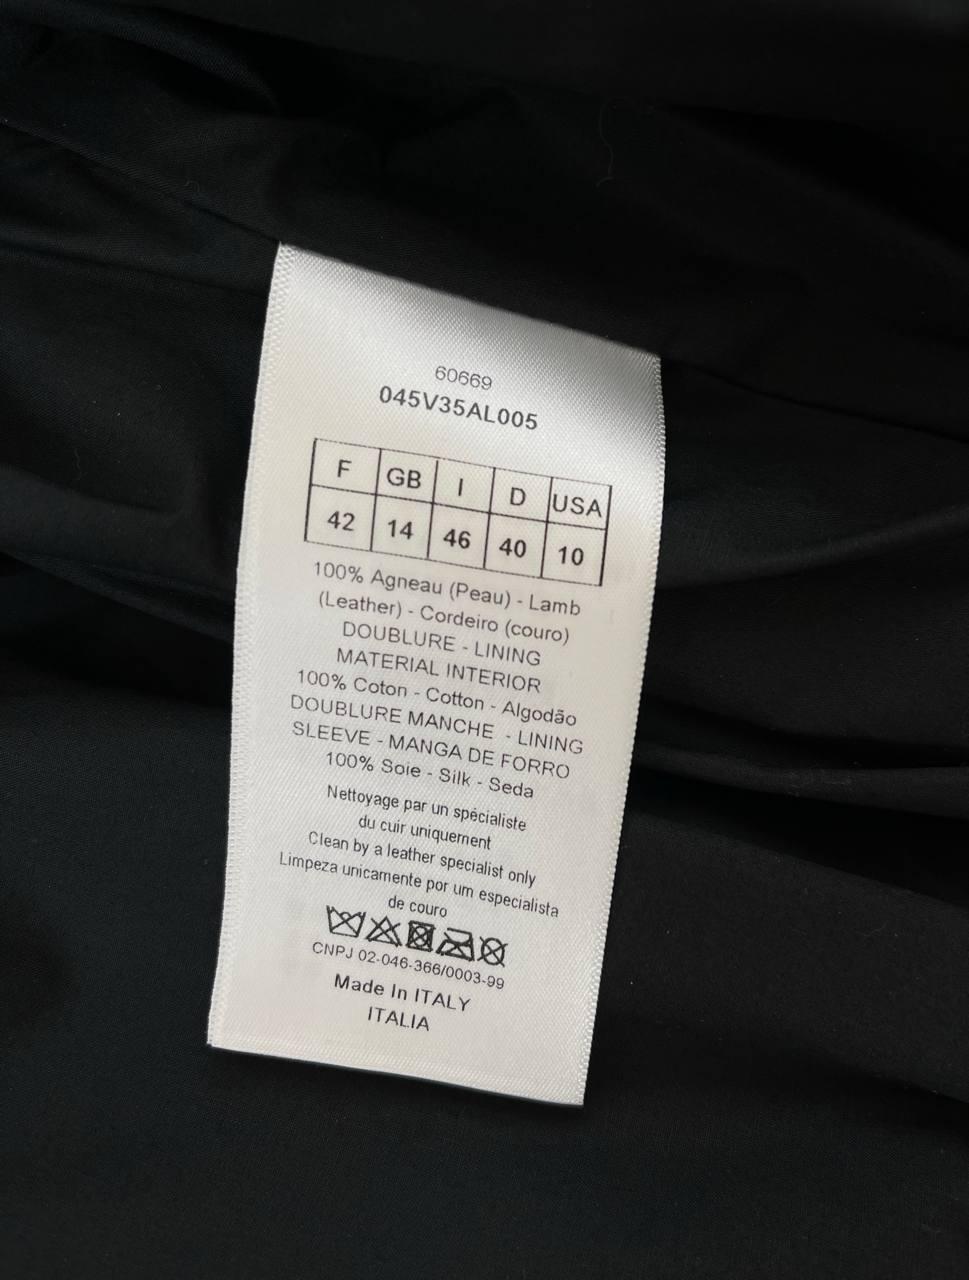 60669
045V35AL005
F GB I D USA
42 14 46 40 10
100% Agneau (Peau) - Lamb
(Leather) - Cordeiro (couro)
DOUBLURE - LINING
MATERIAL INTERIOR
100% Coton - Cotton - Algodão
DOUBLURE MANCHE - LINING
SLEEVE - MANGA DE FORRO
100% Soie - Silk - Seda
Nettoyage par un spécialiste
du cuir uniquement
Clean by a leather specialist only
Limpeza unicamente por um especialista
de couro
CNPJ 02-046-366/0003-99
Made In ITALY
ITALIA